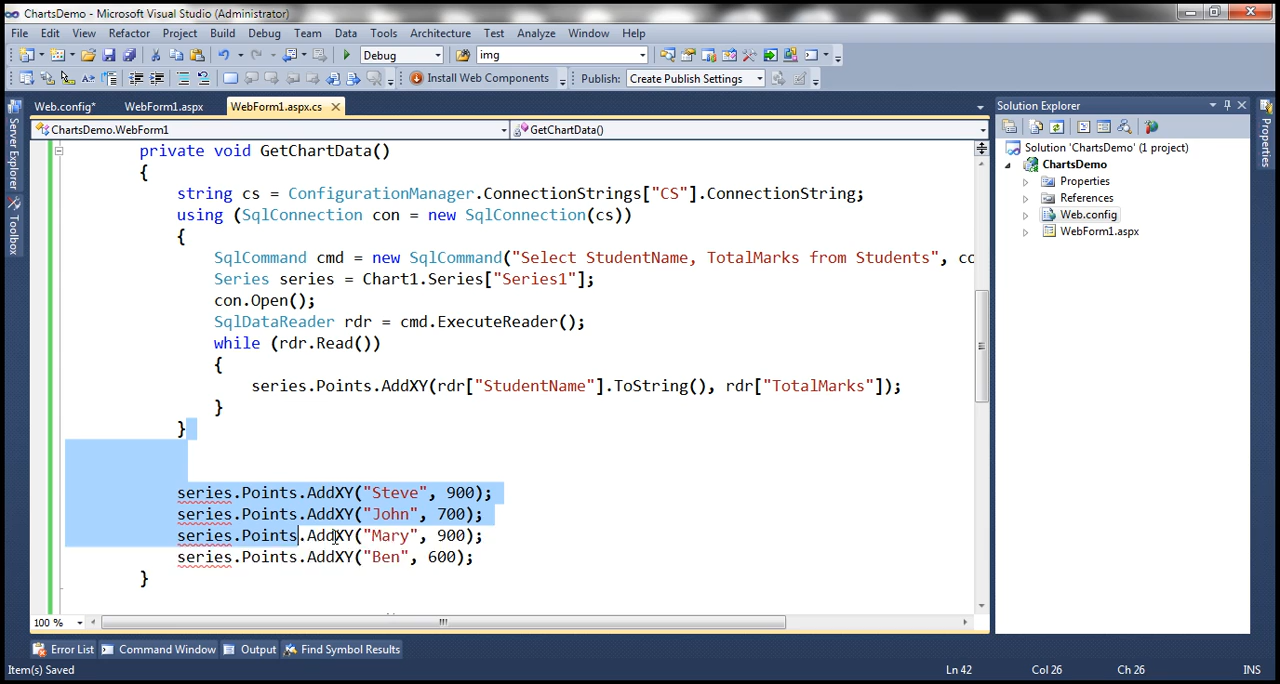 ChartsDemo - Microsoft Visual Studio (Administrator)
File Edit View Refactor Project Build Debug Team Data Tools Architecture Test Analyze Window Help
Debug img
Install Web Components Publish: Create Publish Settings
Web.config* WebForm1.aspx WebForm1.aspx.cs
ChartsDemo.WebForm1 GetChartData()
private void GetChartData()
{
string cs = ConfigurationManager.ConnectionStrings["CS"].ConnectionString;
using (SqlConnection con = new SqlConnection(cs))
{
SqlCommand cmd = new SqlCommand("Select StudentName, TotalMarks from Students", co
Series series = Chart1.Series["Series1"];
con.Open();
SqlDataReader rdr = cmd.ExecuteReader();
while (rdr.Read())
{
series.Points.AddXY(rdr["StudentName"].ToString(), rdr["TotalMarks"]);
}
}
series.Points.AddXY("Steve", 900);
series.Points.AddXY("John", 700);
series.Points.AddXY("Mary", 900);
series.Points.AddXY("Ben", 600);
}
100 %
Server Explorer
Toolbox
Solution Explorer
Solution 'ChartsDemo' (1 project)
ChartsDemo
Properties
References
Web.config
WebForm1.aspx
Properties
Error List Command Window Output Find Symbol Results
Item(s) Saved Ln 42 Col 26 Ch 26 INS